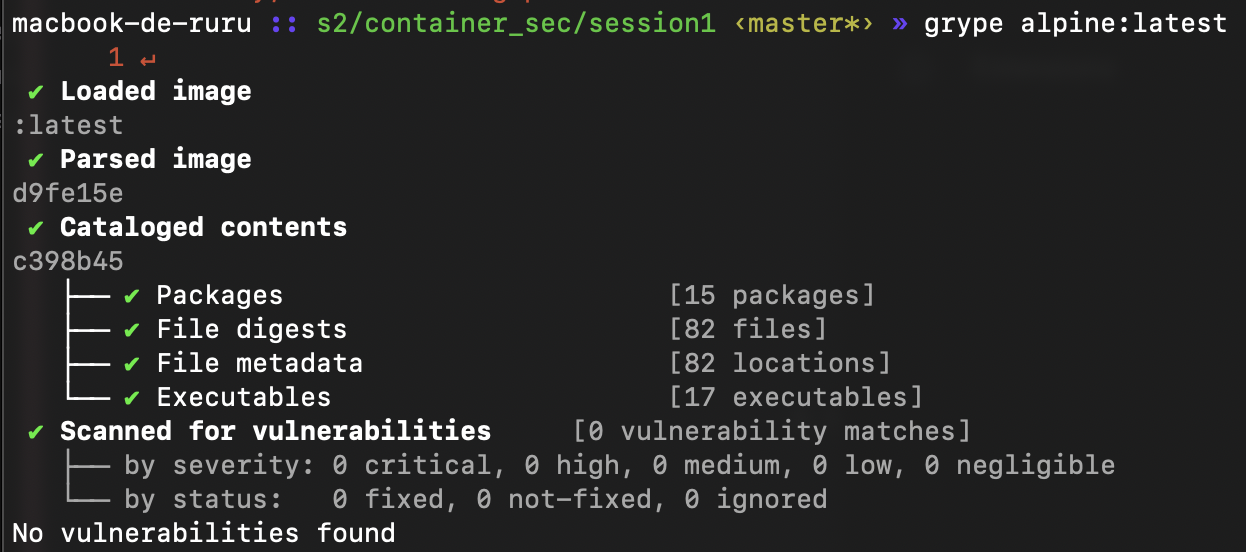 macbook-de-ruru :: s2/container_sec/session1 ‹master*› » grype alpine:latest
1 ↵
✔ Loaded image
:latest
✔ Parsed image
d9fe15e
✔ Cataloged contents
c398b45
├── ✔ Packages [15 packages]
├── ✔ File digests [82 files]
├── ✔ File metadata [82 locations]
└── ✔ Executables [17 executables]
✔ Scanned for vulnerabilities [0 vulnerability matches]
├── by severity: 0 critical, 0 high, 0 medium, 0 low, 0 negligible
└── by status: 0 fixed, 0 not-fixed, 0 ignored
No vulnerabilities found